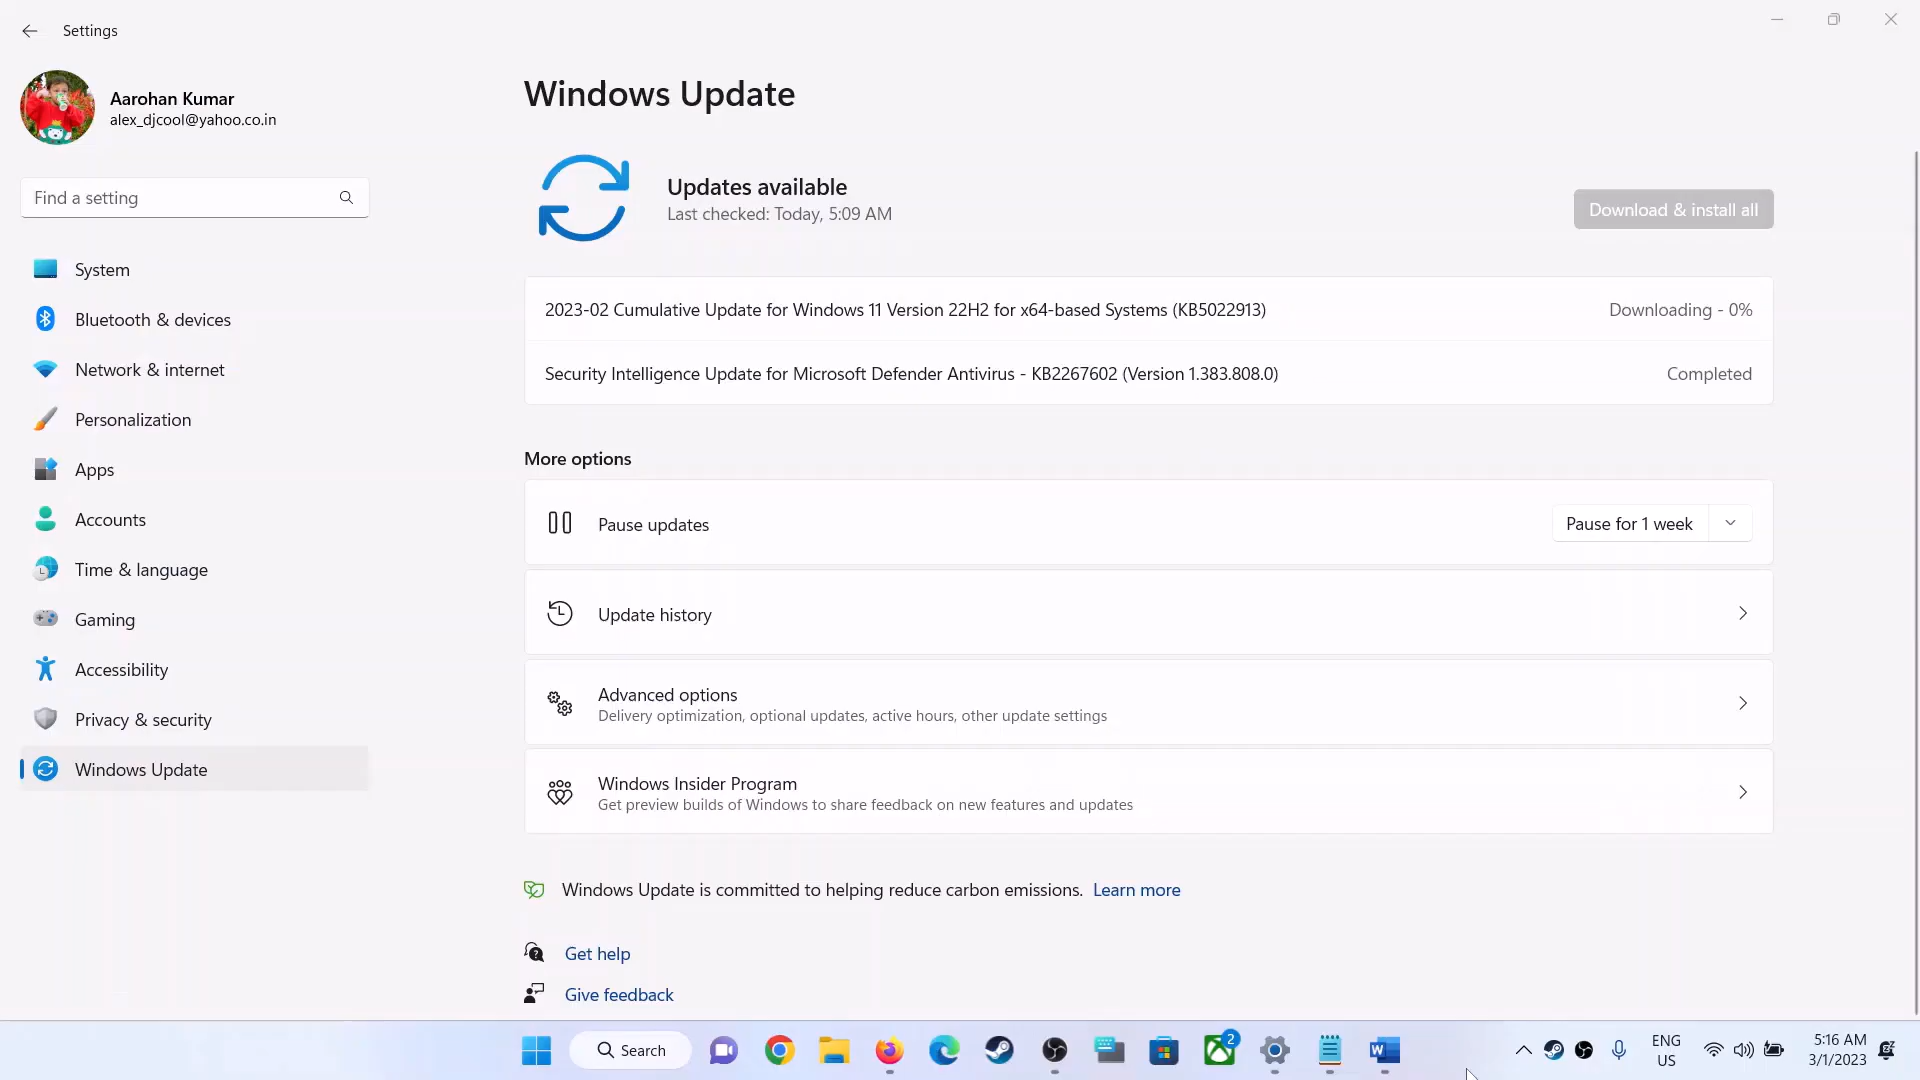 Settings
Aarohan Kumar
alex_djcool@yahoo.co.in
Find a setting
System
Bluetooth & devices
Network & internet
Personalization
Apps
Accounts
Time & language
Gaming
Accessibility
Privacy & security
Windows Update
Windows Update
Updates available
Last checked: Today, 5:09 AM
Download & install all
2023-02 Cumulative Update for Windows 11 Version 22H2 for x64-based Systems (KB5022913)
Downloading - 0%
Security Intelligence Update for Microsoft Defender Antivirus - KB2267602 (Version 1.383.808.0)
Completed
More options
Pause updates
Pause for 1 week
Update history
Advanced options
Delivery optimization, optional updates, active hours, other update settings
Windows Insider Program
Get preview builds of Windows to share feedback on new features and updates
Windows Update is committed to helping reduce carbon emissions. Learn more
Get help
Give feedback
Search
2
W
ENG
US
5:16 AM
3/1/2023